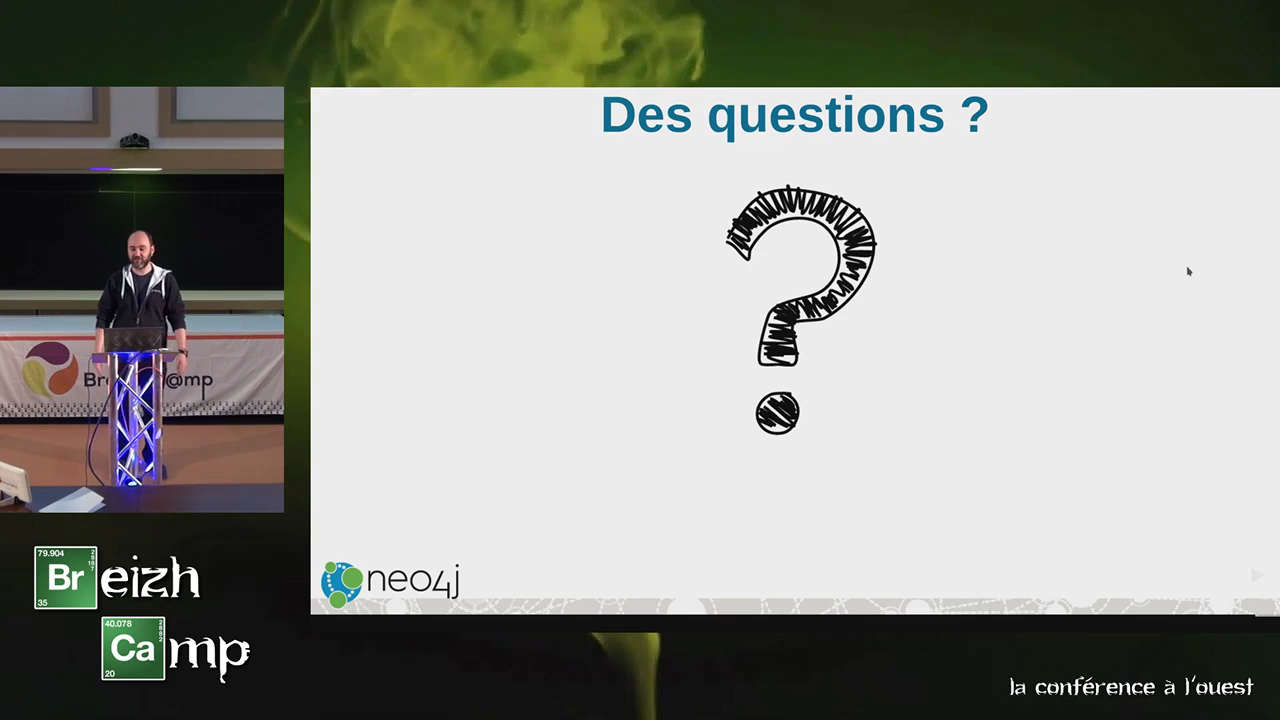 Des questions ?
neo4j
79.904
Br
eizh
35
40.078
Ca
mp
20
la conférence à l'ouest